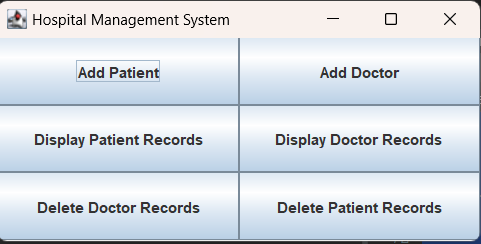 Hospital Management System
Add Patient
Add Doctor
Display Patient Records
Display Doctor Records
Delete Doctor Records
Delete Patient Records